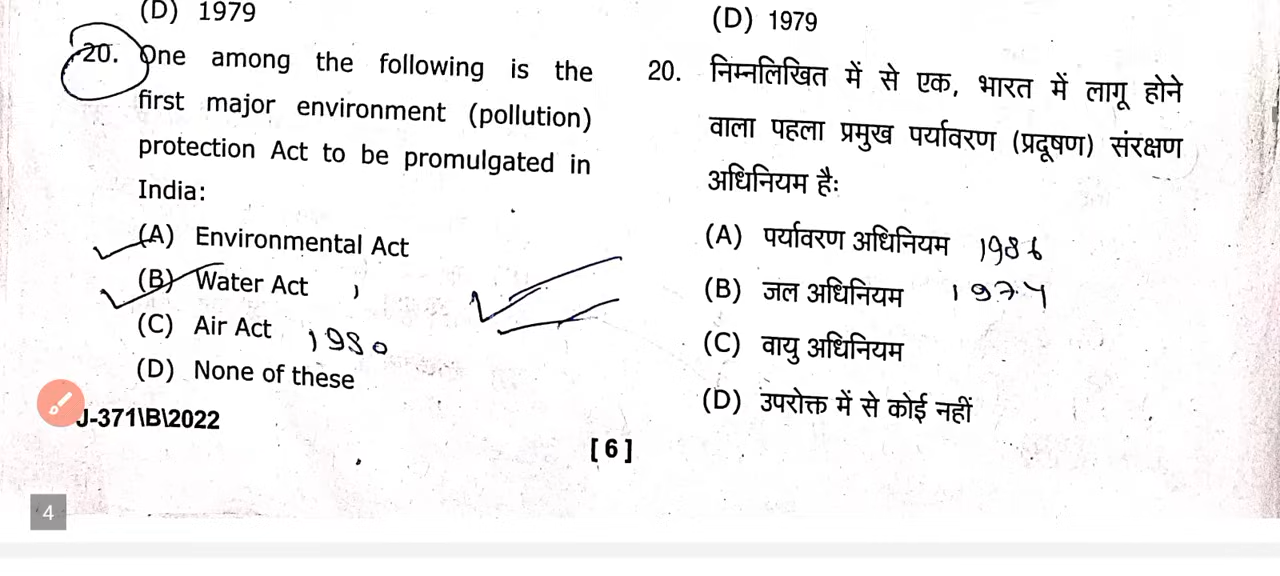 (D) 1979
20. One among the following is the
first major environment (pollution)
protection Act to be promulgated in
India:
(A) Environmental Act
(B) Water Act
(C) Air Act 1980
(D) None of these
J-371\B\2022
(D) 1979
20. निम्नलिखित में से एक, भारत में लागू होने
वाला पहला प्रमुख पर्यावरण (प्रदूषण) संरक्षण
अधिनियम है:
(A) पर्यावरण अधिनियम 1986
(B) जल अधिनियम 1974
(C) वायु अधिनियम
(D) उपरोक्त में से कोई नहीं
[ 6 ]
4